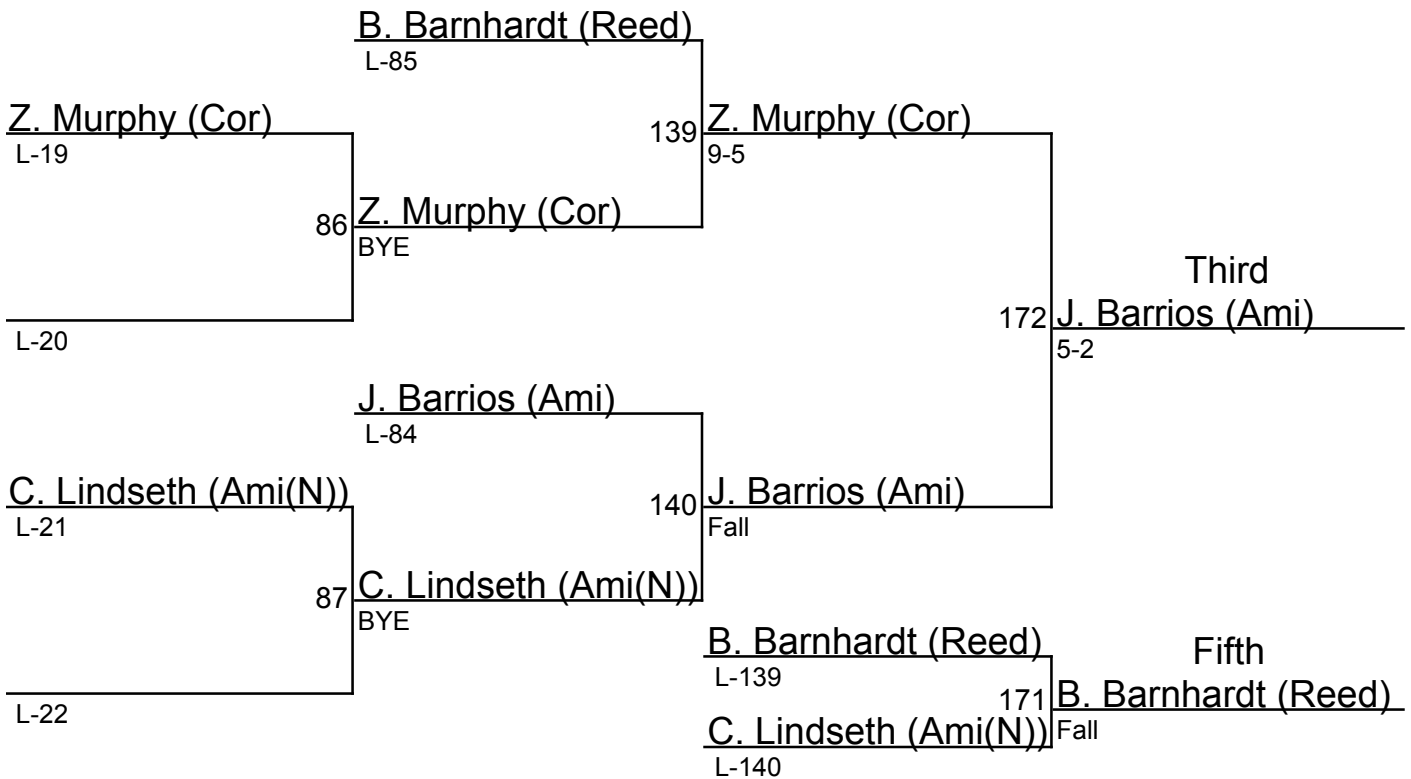 B. Barnhardt (Reed)
L-85
Z. Murphy (Cor)
L-19
139 Z. Murphy (Cor)
9-5
86 Z. Murphy (Cor)
BYE
Third
172 J. Barrios (Ami)
5-2
L-20
J. Barrios (Ami)
L-84
C. Lindseth (Ami(N))
L-21
140 J. Barrios (Ami)
Fall
87 C. Lindseth (Ami(N))
BYE
B. Barnhardt (Reed)
L-139
Fifth
171 B. Barnhardt (Reed)
Fall
L-22
C. Lindseth (Ami(N))
L-140